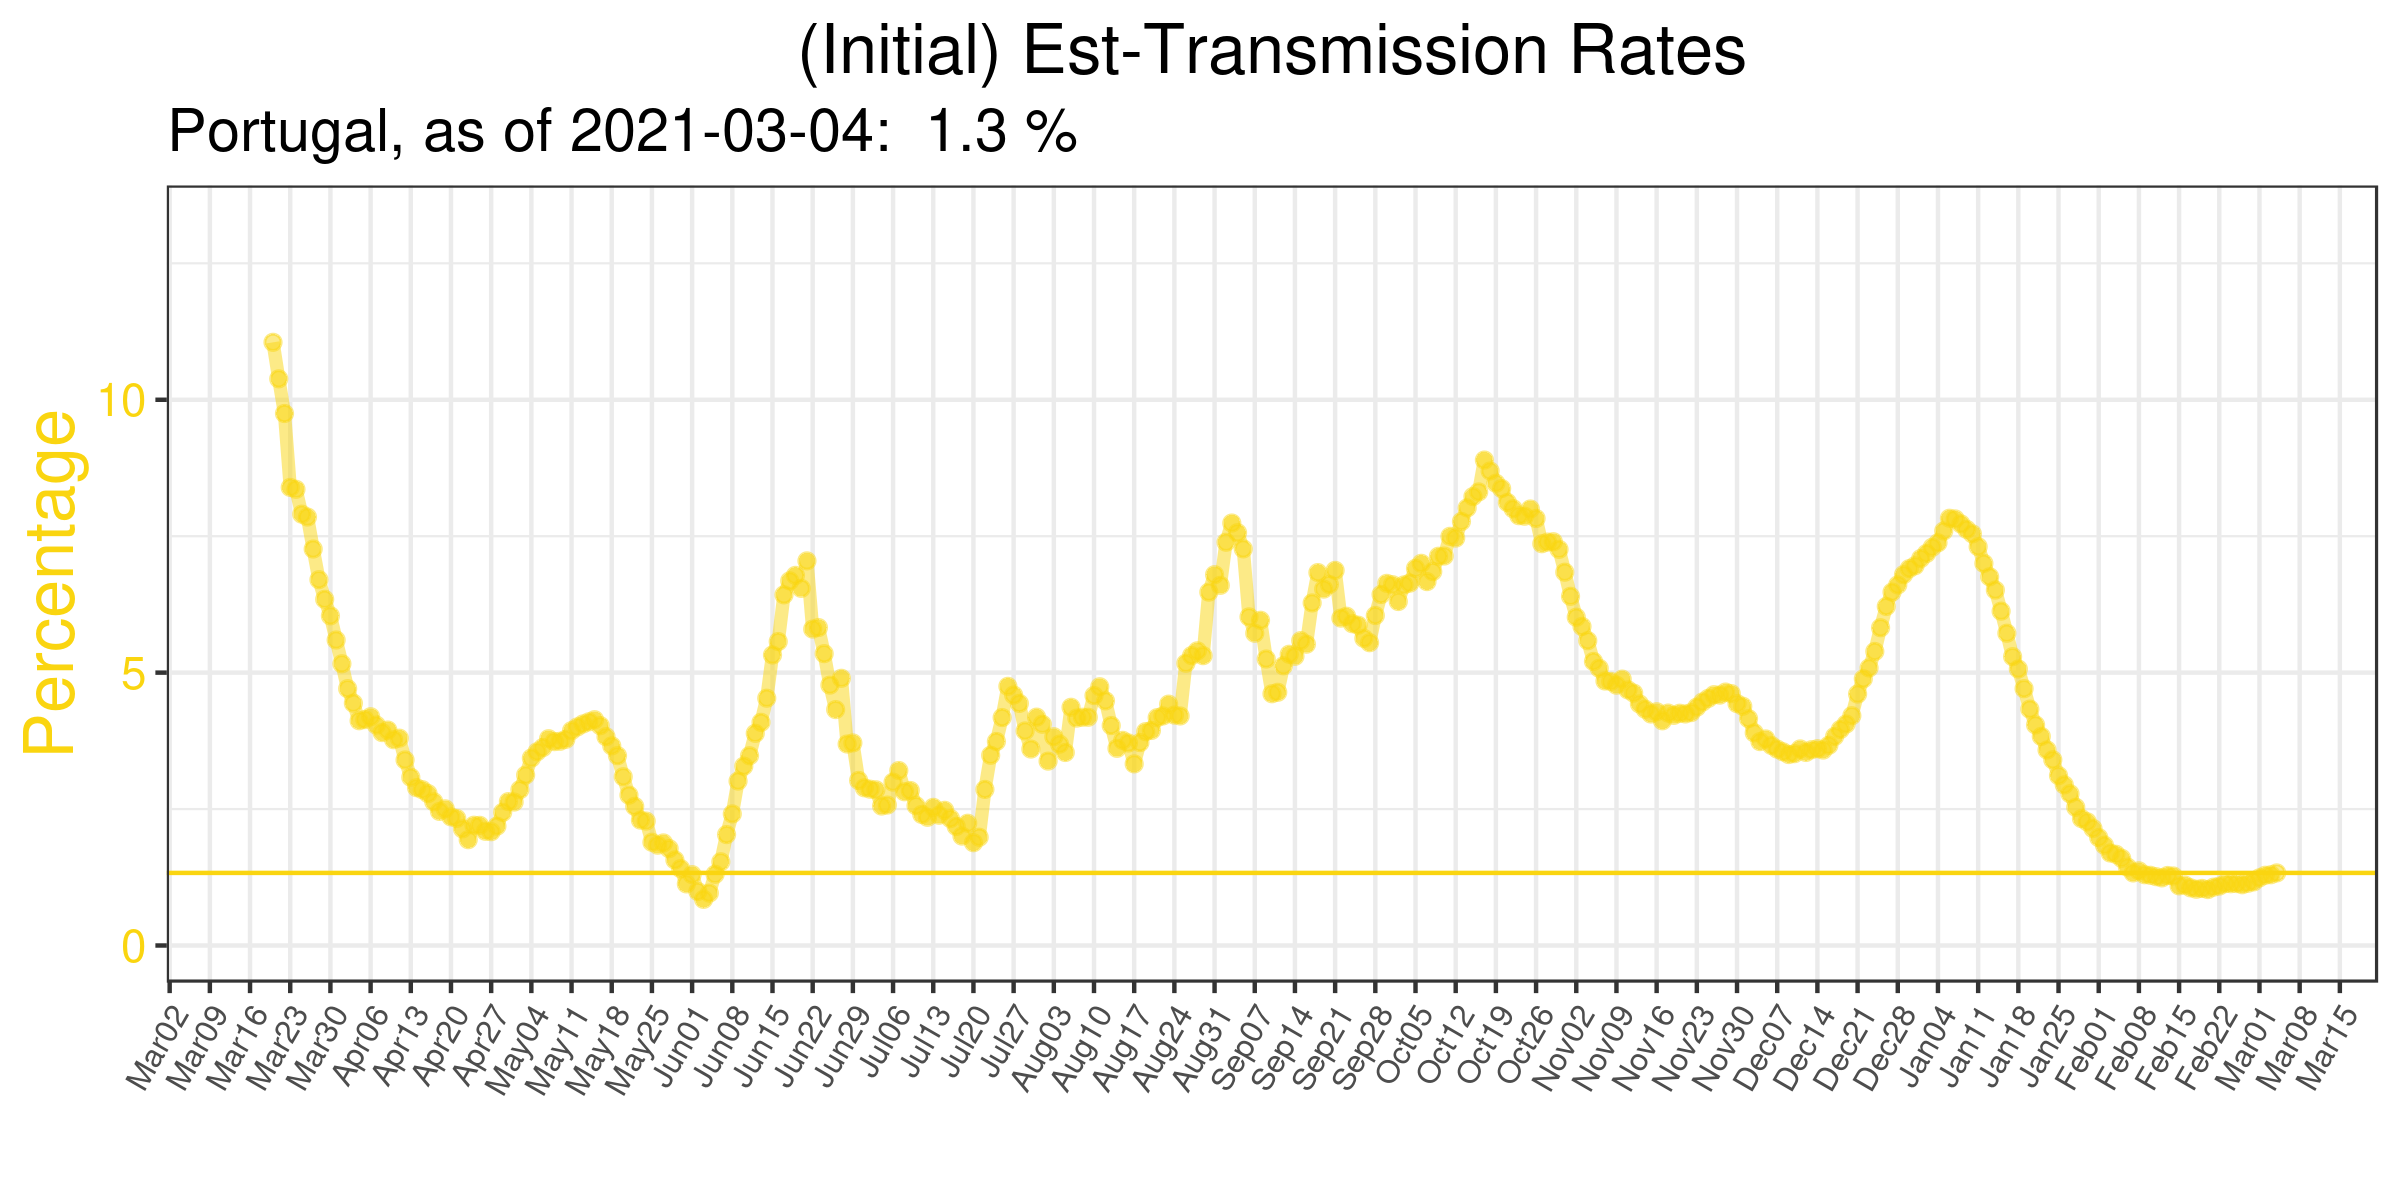 (Initial) Est-Transmission Rates
Portugal, as of 2021-03-04:  1.3 %
Percentage
10
5
0
Mar02
Mar09
Mar16
Mar23
Mar30
Apr06
Apr13
Apr20
Apr27
May04
May11
May18
May25
Jun01
Jun08
Jun15
Jun22
Jun29
Jul06
Jul13
Jul20
Jul27
Aug03
Aug10
Aug17
Aug24
Aug31
Sep07
Sep14
Sep21
Sep28
Oct05
Oct12
Oct19
Oct26
Nov02
Nov09
Nov16
Nov23
Nov30
Dec07
Dec14
Dec21
Dec28
Jan04
Jan11
Jan18
Jan25
Feb01
Feb08
Feb15
Feb22
Mar01
Mar08
Mar15